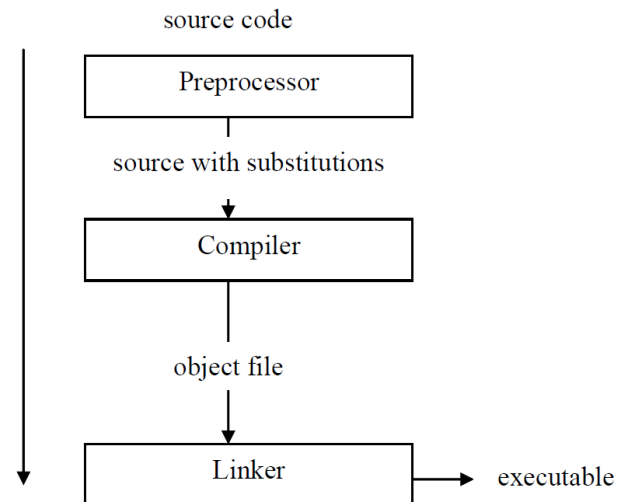 source code
Preprocessor
source with substitutions
Compiler
object file
Linker
executable